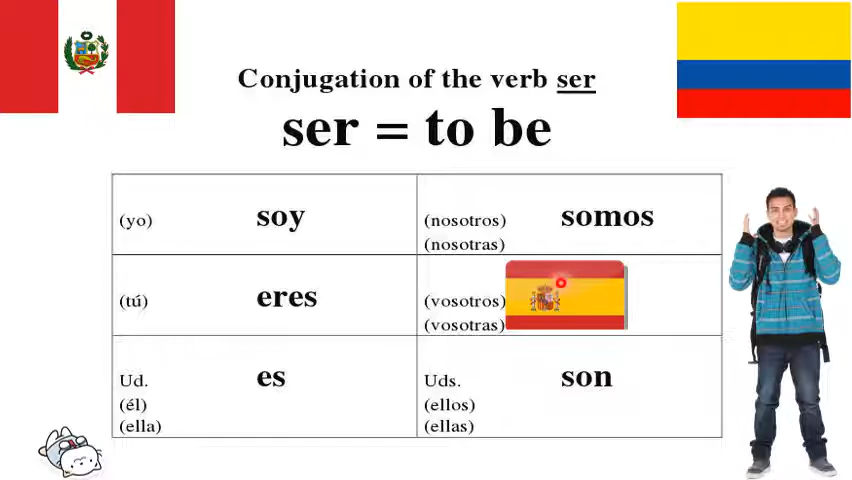 Conjugation of the verb ser
ser = to be
(yo) soy
(nosotros) somos
(nosotras)
(tú) eres
(vosotros)
(vosotras)
Ud. es
(él)
(ella)
Uds. son
(ellos)
(ellas)